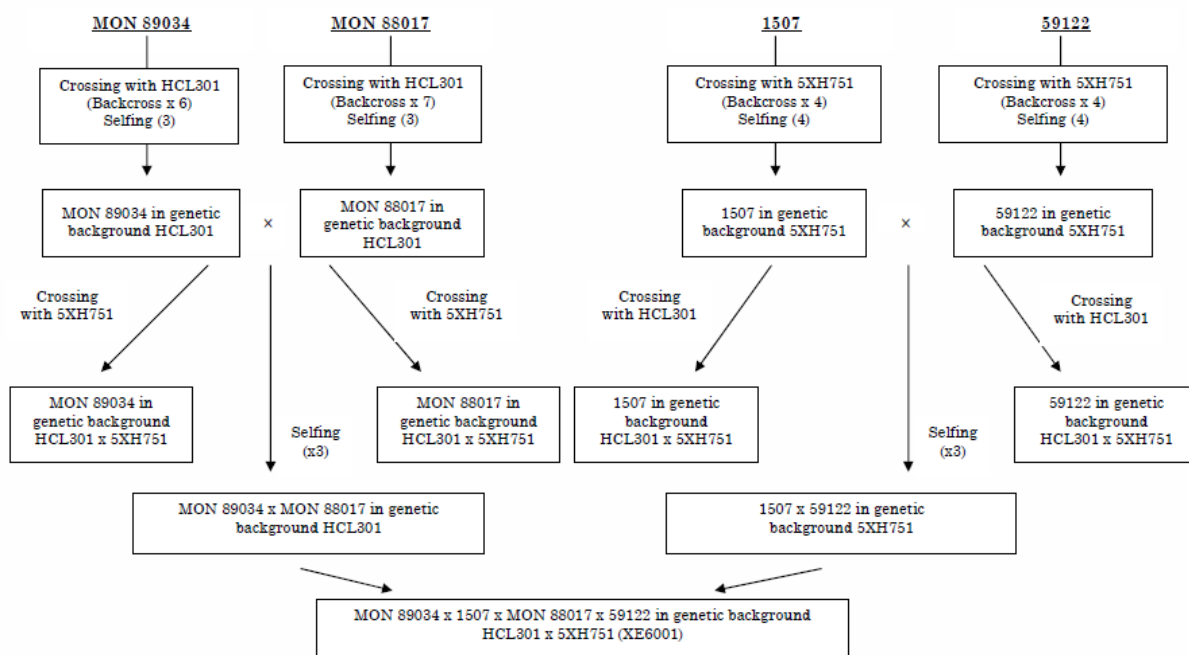 MON 89034
MON 88017
1507
59122
Crossing with HCL301
(Backcross x 6)
Selfing (3)
Crossing with HCL301
(Backcross x 7)
Selfing (3)
Crossing with 5XH751
(Backcross x 4)
Selfing (4)
Crossing with 5XH751
(Backcross x 4)
Selfing (4)
MON 89034 in genetic
background HCL301
×
MON 88017 in
genetic background
HCL301
1507 in genetic
background 5XH751
×
59122 in genetic
background 5XH751
Crossing
with 5XH751
Crossing
with 5XH751
Crossing
with HCL301
Crossing
with HCL301
MON 89034 in
genetic background
HCL301 x 5XH751
Selfing
(x3)
MON 88017 in
genetic background
HCL301 x 5XH751
1507 in genetic
background
HCL301 x 5XH751
Selfing
(x3)
59122 in genetic
background
HCL301 x 5XH751
MON 89034 x MON 88017 in genetic
background HCL301
1507 x 59122 in genetic
background 5XH751
MON 89034 x 1507 x MON 88017 x 59122 in genetic background
HCL301 x 5XH751 (XE6001)